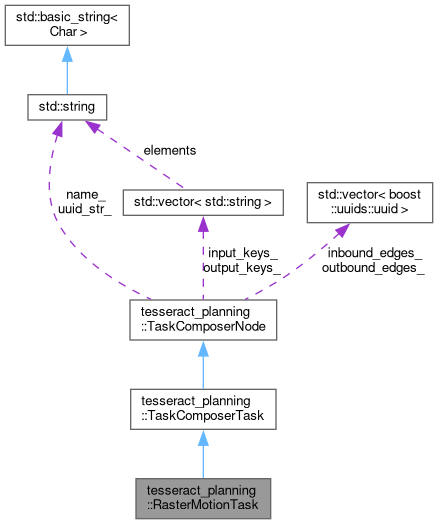 std::basic_string<
Char >
std::string
elements
name_
uuid_str_
std::vector< std::string >
std::vector< boost
::uuids::uuid >
input_keys_
output_keys_
inbound_edges_
outbound_edges_
tesseract_planning
::TaskComposerNode
tesseract_planning
::TaskComposerTask
tesseract_planning
::RasterMotionTask